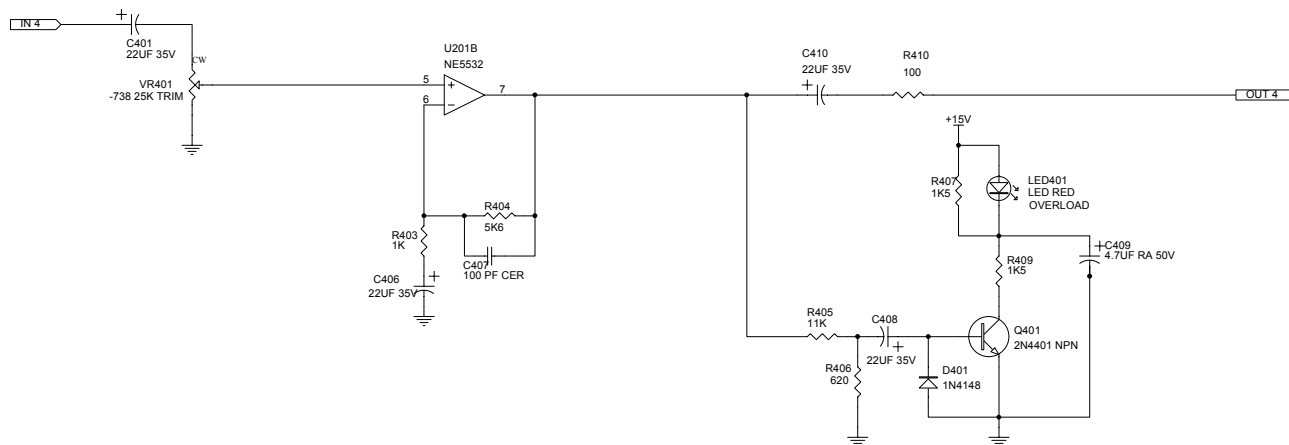 IN 4
+
C401
22UF 35V
CW
VR401
-738 25K TRIM
U201B
NE5532
5
+
6
−
7
C410
22UF 35V
+
R410
100
OUT 4
+15V
R407
1K5
LED401
LED RED
OVERLOAD
R404
5K6
R403
1K
C407
100 PF CER
C406
+
22UF 35V
+
C409
4.7UF RA 50V
R409
1K5
R405
11K
C408
+
22UF 35V
Q401
2N4401 NPN
R406
620
D401
1N4148